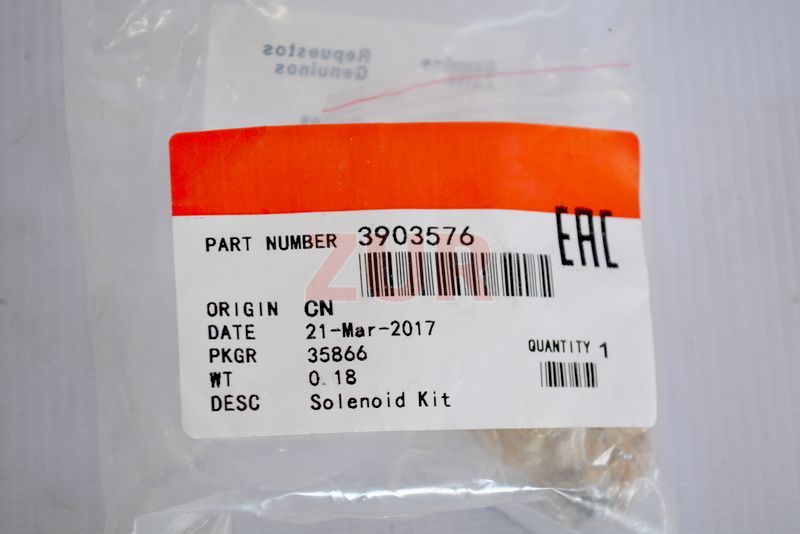 Repuestos
Genuinos
PART NUMBER 3903576
EAC
ZUR
ORIGIN CN
DATE 21-Mar-2017
PKGR 35866
QUANTITY 1
WT 0.18
DESC Solenoid Kit